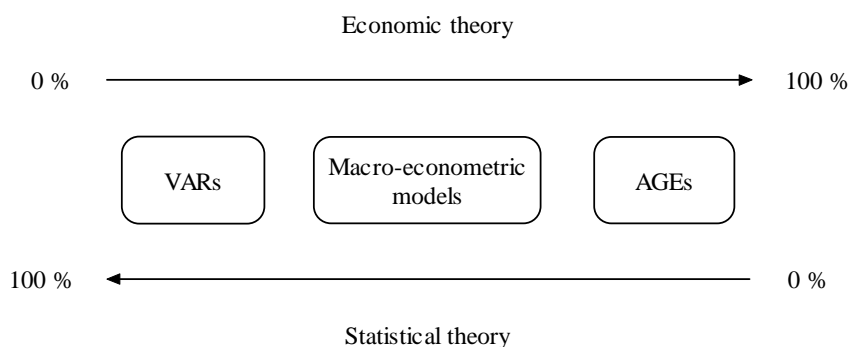 Economic theory
0 % 100 %
VARs
Macro-econometric
models
AGEs
100 % 0 %
Statistical theory